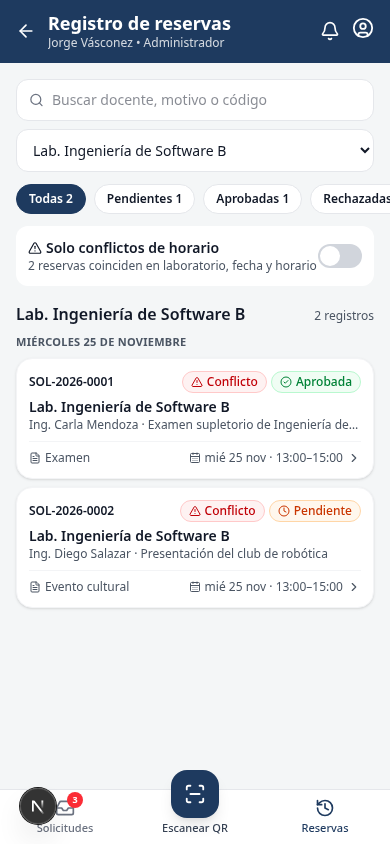 Registro de reservas
Jorge Vásconez • Administrador
Buscar docente, motivo o código
Lab. Ingeniería de Software B
Todas 2
Pendientes 1
Aprobadas 1
Rechazadas
Solo conflictos de horario
2 reservas coinciden en laboratorio, fecha y horario
Lab. Ingeniería de Software B
2 registros
MIÉRCOLES 25 DE NOVIEMBRE
SOL-2026-0001
Conflicto
Aprobada
Lab. Ingeniería de Software B
Ing. Carla Mendoza · Examen supletorio de Ingeniería de...
Examen
mié 25 nov · 13:00–15:00
SOL-2026-0002
Conflicto
Pendiente
Lab. Ingeniería de Software B
Ing. Diego Salazar · Presentación del club de robótica
Evento cultural
mié 25 nov · 13:00–15:00
N
3
Solicitudes
Escanear QR
Reservas